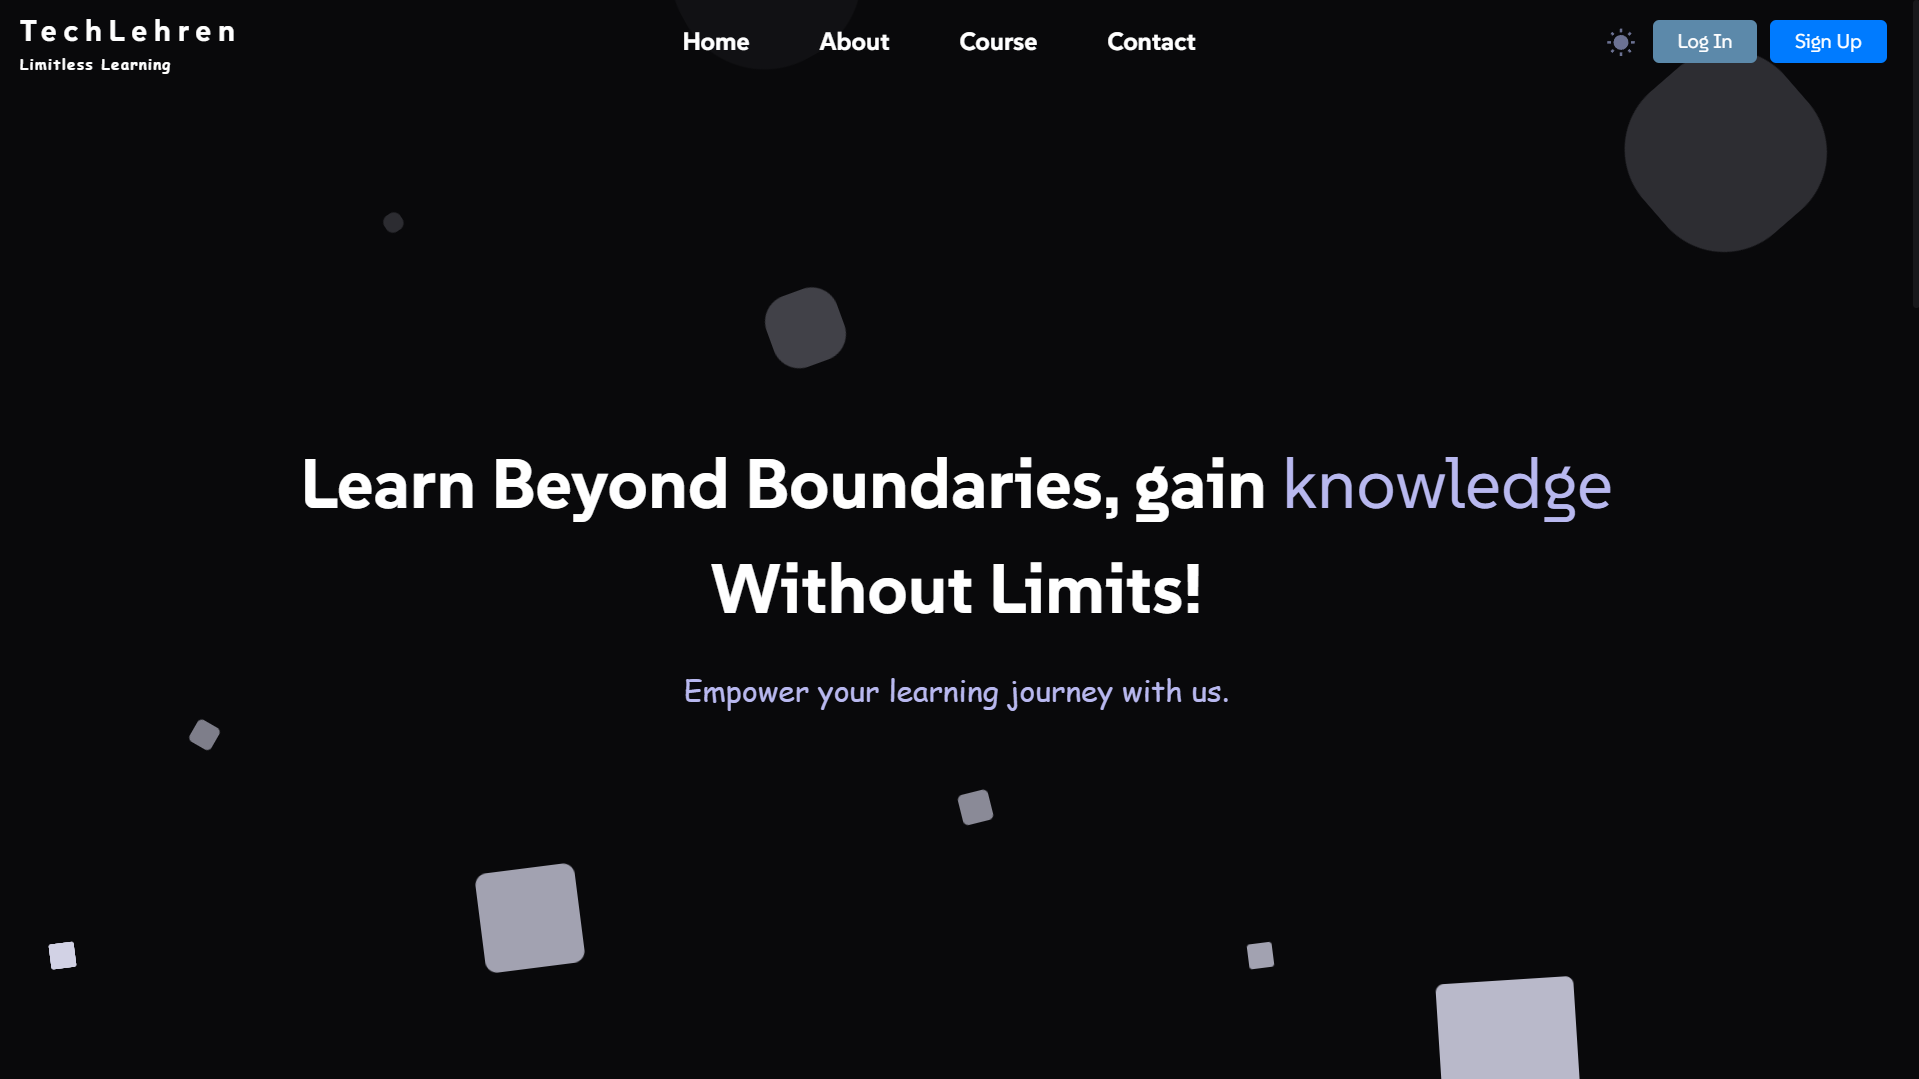 TechLehren
Limitless Learning
Home
About
Course
Contact
Log In
Sign Up
Learn Beyond Boundaries, gain knowledge
Without Limits!
Empower your learning journey with us.